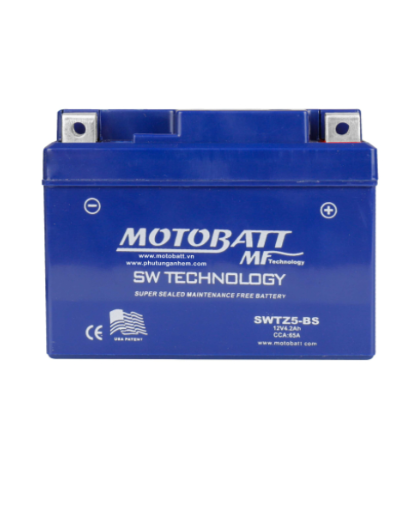 MOTOBATT
MF Technology
www.motobatt.vn
www.phutunganhem.com
SW TECHNOLOGY
SUPER SEALED MAINTENANCE FREE BATTERY
CE
USA PATENT
SWTZ5-BS
12V4.2Ah
CCA:65A
www.motobatt.com